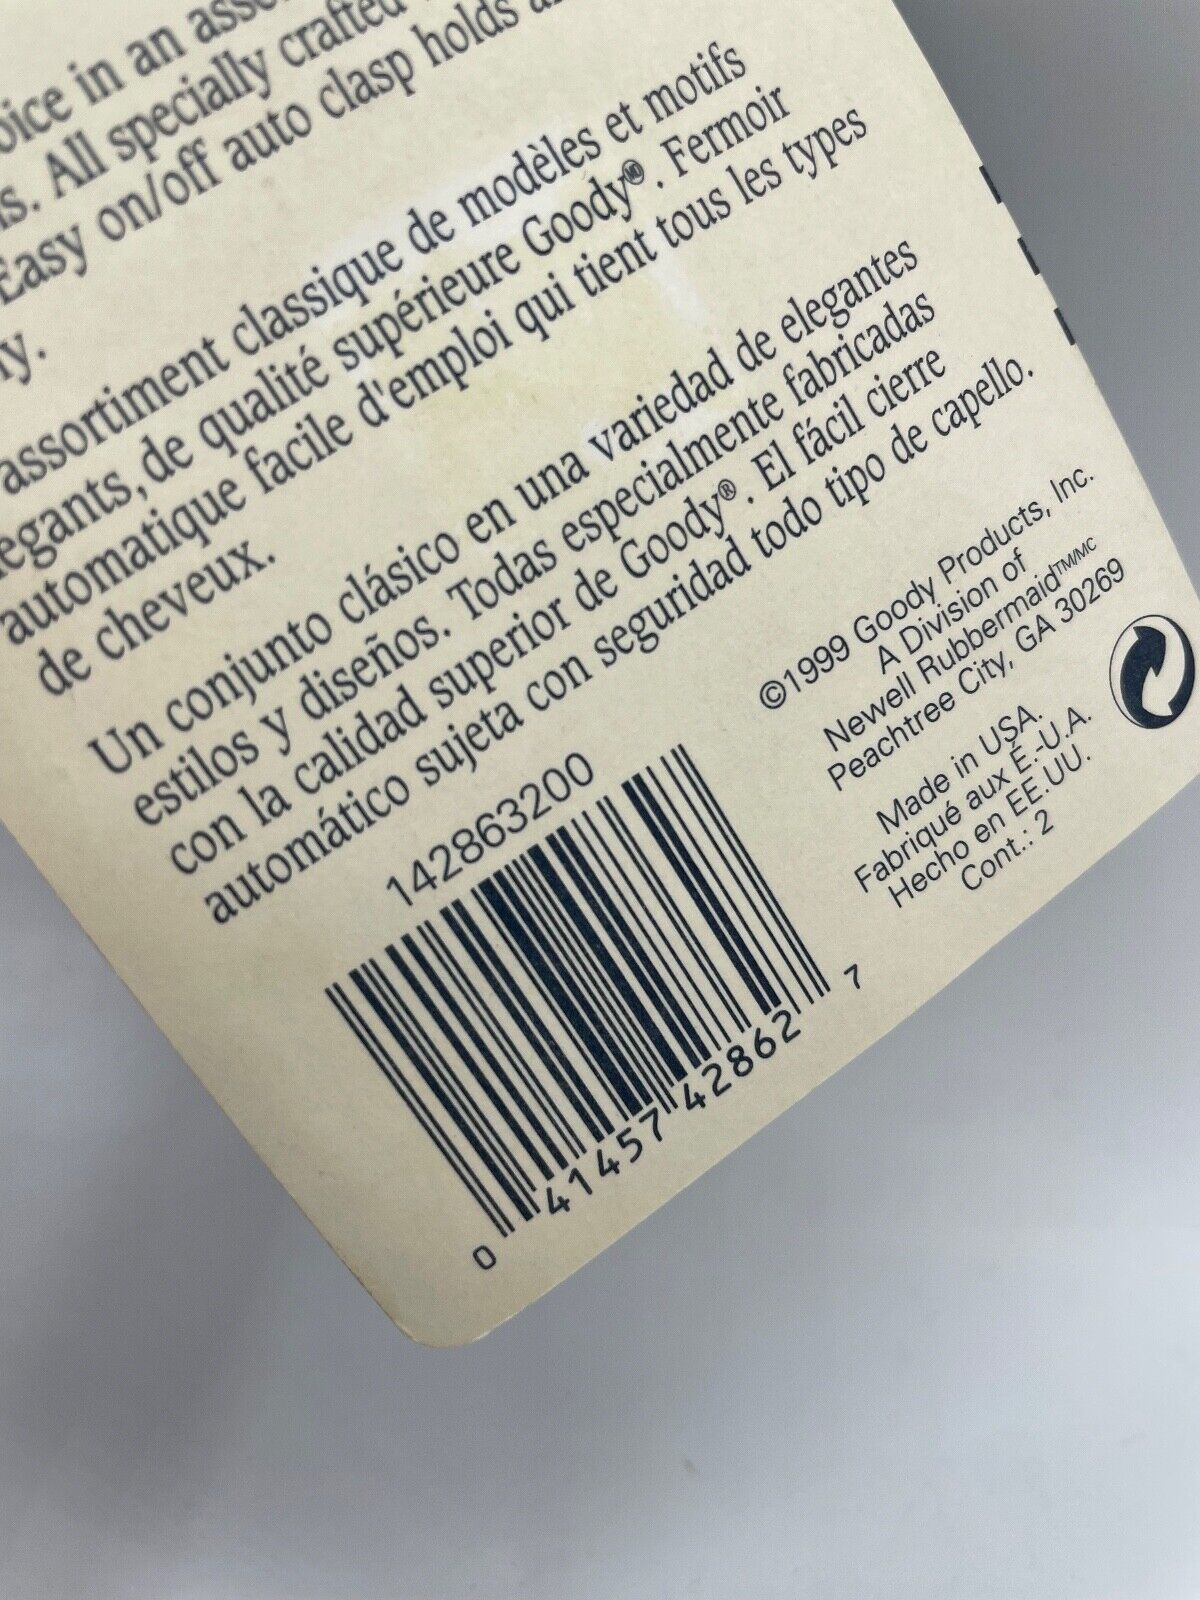 in an
All specially crafted
Easy on/off auto clasp holds
assortiment classique de modèles et motifs
de qualité supérieure Goody MD. Fermoir
automatique facile d'emploi qui tient tous les types
de cheveux.
Un conjunto clásico en una variedad de elegantes
estilos y diseños. Todas especialmente fabricadas
con la calidad superior de Goody®. El fácil cierre
automático sujeta con seguridad todo tipo de capello.
©1999 Goody Products, Inc.
A Division of
Newell Rubbermaid™/MC
Peachtree City, GA 30269
Made in USA.
Fabriqué aux É.-U.A.
Hecho en EE.UU.
Cont.: 2
142863200
0 41457 42862 7